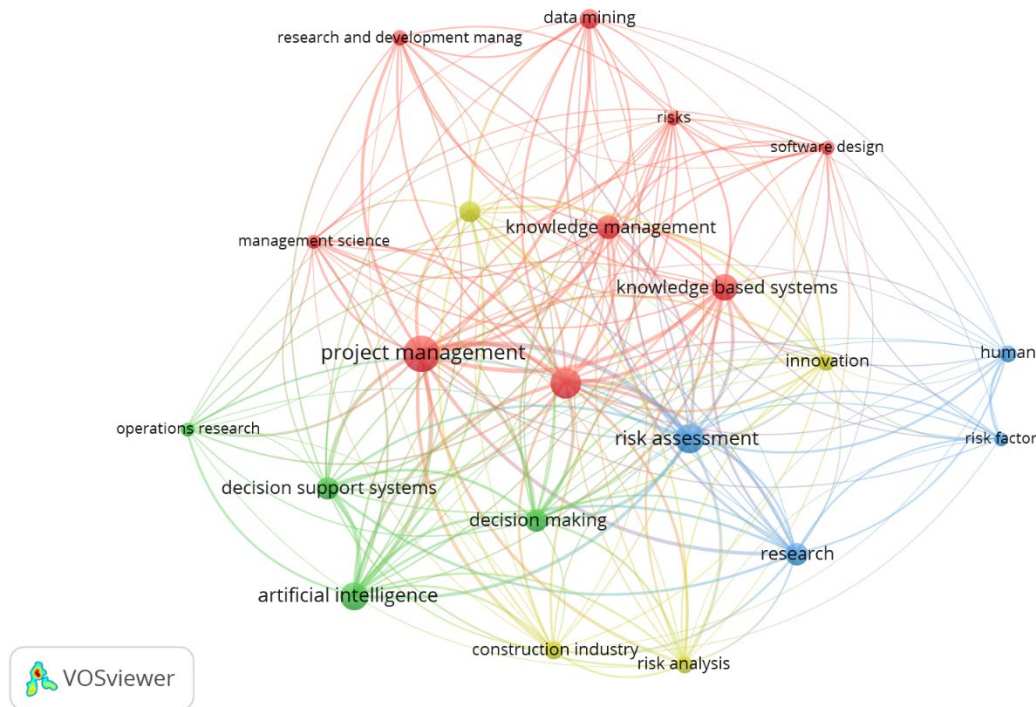 data mining
research and development manag
risks
software design
knowledge management
management science
knowledge based systems
project management
human
innovation
operations research
risk assessment
risk factor
decision support systems
decision making
research
artificial intelligence
construction industry
risk analysis
VOSviewer